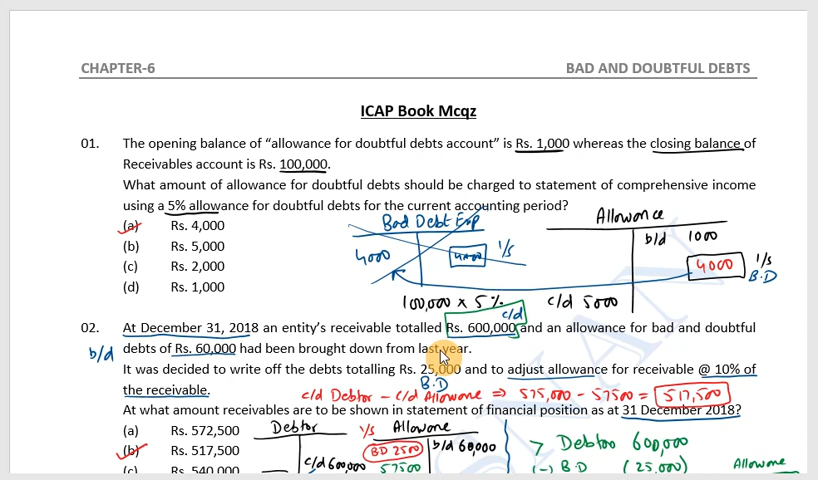 CHAPTER-6 BAD AND DOUBTFUL DEBTS
ICAP Book Mcqz
01. The opening balance of “allowance for doubtful debts account” is Rs. 1,000 whereas the closing balance of
Receivables account is Rs. 100,000.
What amount of allowance for doubtful debts should be charged to statement of comprehensive income
using a 5% allowance for doubtful debts for the current accounting period?
(a) Rs. 4,000
(b) Rs. 5,000
(c) Rs. 2,000
(d) Rs. 1,000
Bad Debt Exp
4000 4000 I/S
Allowance
b/d 1000
4000 I/S
B.D
100,000 x 5% c/d 5000
c/d
02. At December 31, 2018 an entity’s receivable totalled Rs. 600,000 and an allowance for bad and doubtful
b/d debts of Rs. 60,000 had been brought down from last year.
It was decided to write off the debts totalling Rs. 25,000 and to adjust allowance for receivable @ 10% of
B.D
the receivable.
c/d Debtor - c/d Allowane ⇒ 575,000 - 57500 = 517,500
At what amount receivables are to be shown in statement of financial position as at 31 December 2018?
(a) Rs. 572,500
(b) Rs. 517,500
(c) Rs. 540,000
Debtor
c/d 600,000
I/S Allowone
BD 2500 b/d 60,000
57500
> Debtoo 600,000
(-) B.D (25,000)
Allowone